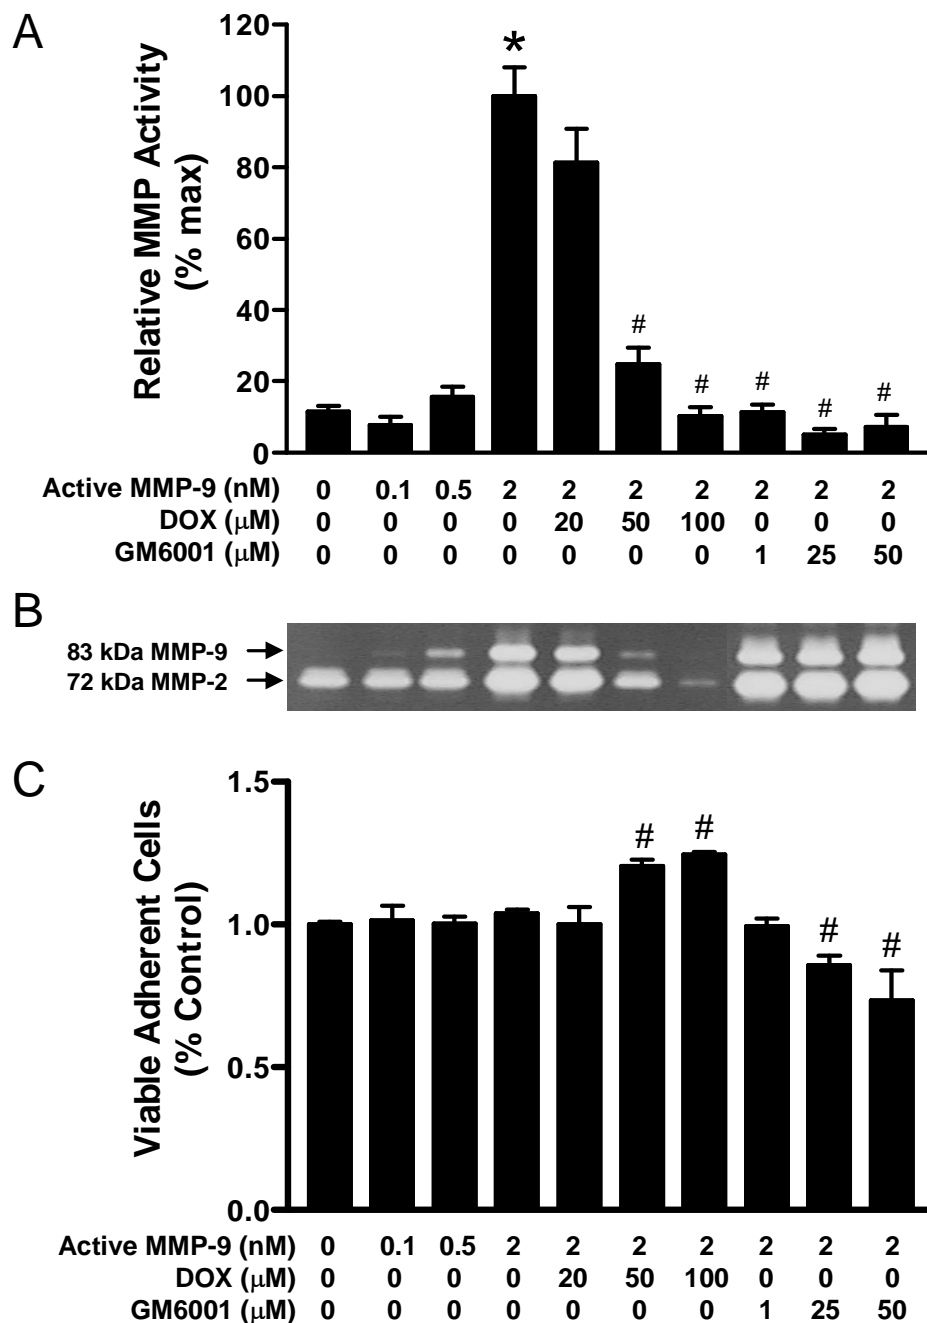 A
Relative MMP Activity
(% max)
120
100
80
60
40
20
0
*
#
#
#
#
#
Active MMP-9 (nM) 0 0.1 0.5 2 2 2 2 2 2 2
DOX (μM) 0 0 0 0 20 50 100 0 0 0
GM6001 (μM) 0 0 0 0 0 0 0 1 25 50
B
83 kDa MMP-9
72 kDa MMP-2
C
Viable Adherent Cells
(% Control)
1.5
1.0
0.5
0.0
#
#
#
#
Active MMP-9 (nM) 0 0.1 0.5 2 2 2 2 2 2 2
DOX (μM) 0 0 0 0 20 50 100 0 0 0
GM6001 (μM) 0 0 0 0 0 0 0 1 25 50